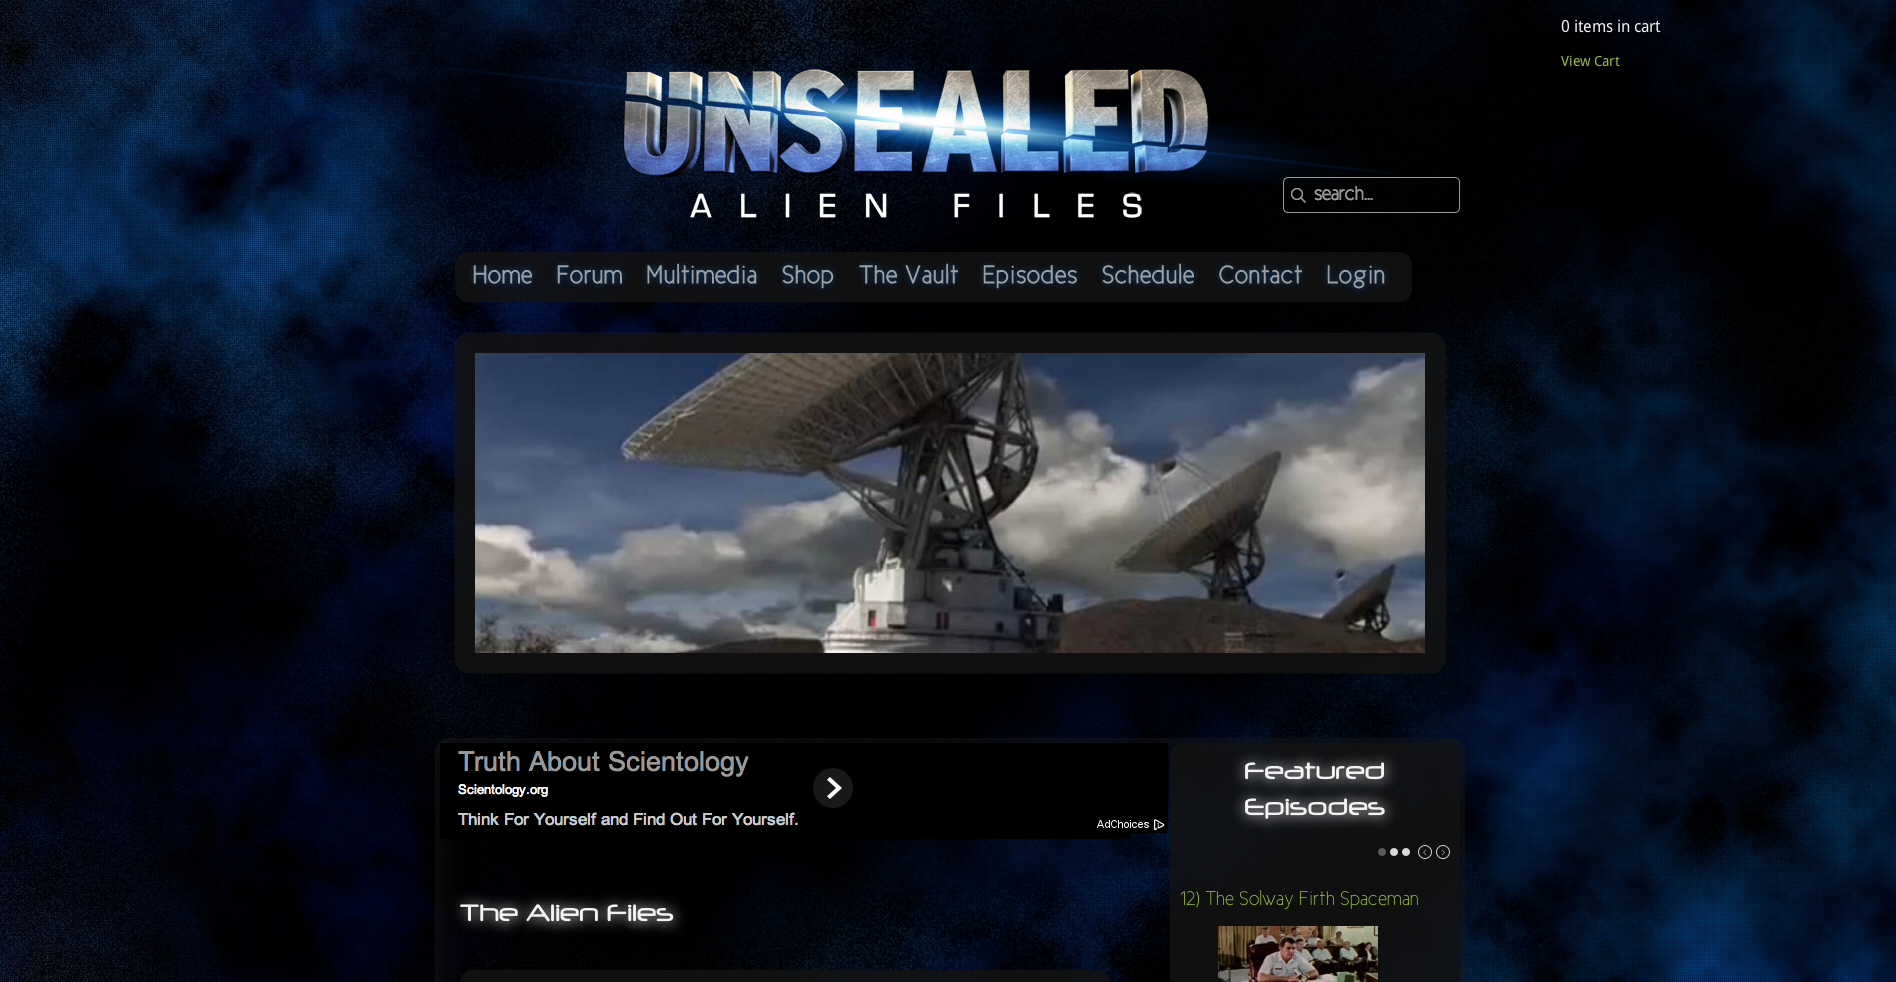 0 items in cart
View Cart
UNSEALED
ALIEN FILES
search...
Home Forum Multimedia Shop The Vault Episodes Schedule Contact Login
Truth About Scientology
Scientology.org
Think For Yourself and Find Out For Yourself.
AdChoices
Featured
Episodes
12) The Solway Firth Spaceman
The Alien Files